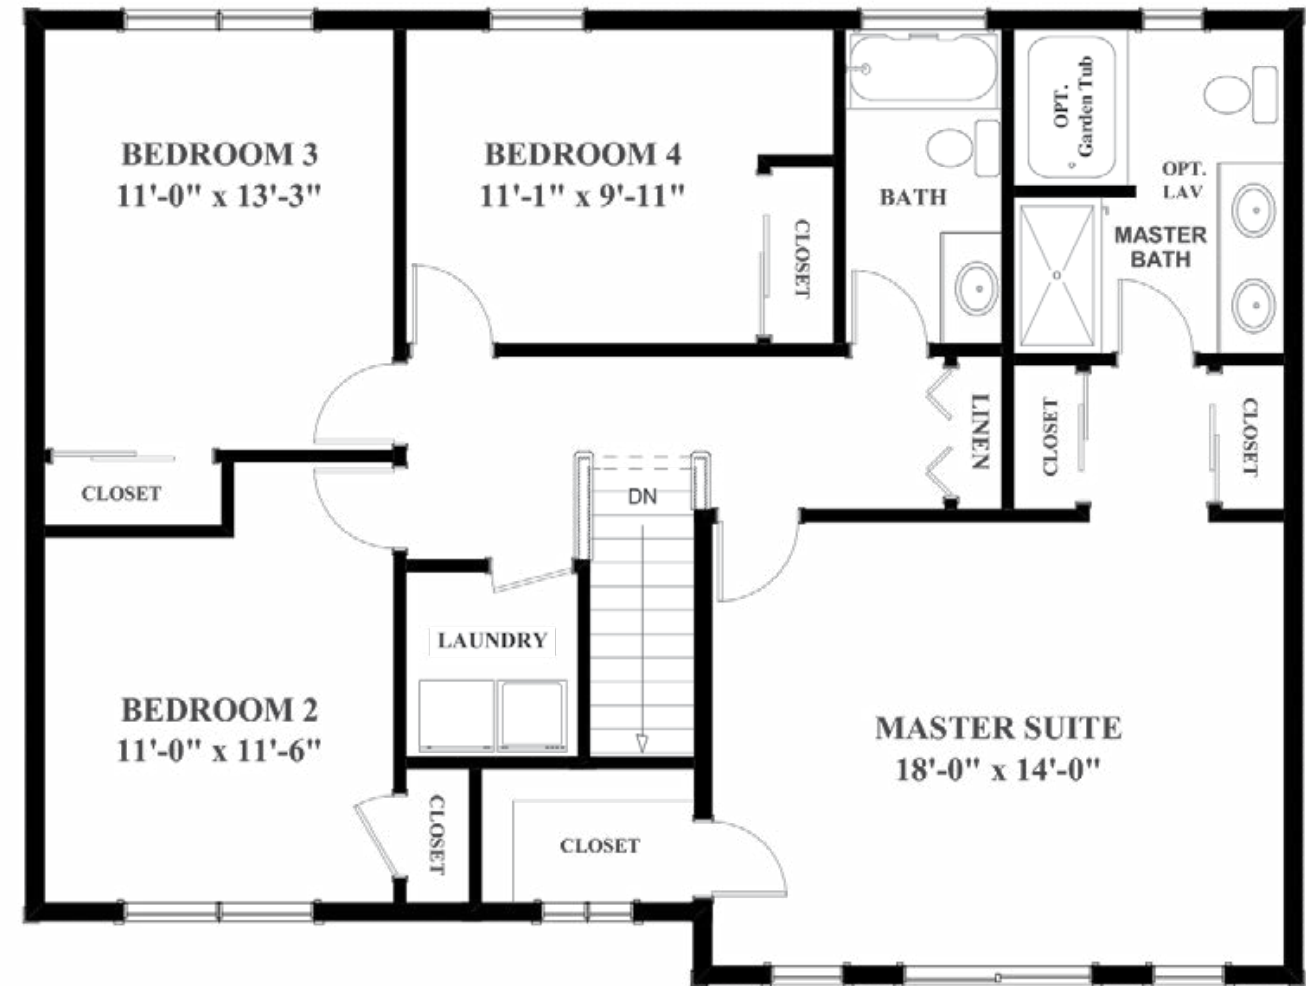 BEDROOM 3
11'-0" x 13'-3"
BEDROOM 4
11'-1" x 9'-11"
CLOSET
BATH
OPT.
Garden Tub
OPT.
LAV
MASTER
BATH
CLOSET
LINEN
CLOSET
CLOSET
DN
LAUNDRY
BEDROOM 2
11'-0" x 11'-6"
CLOSET
CLOSET
MASTER SUITE
18'-0" x 14'-0"